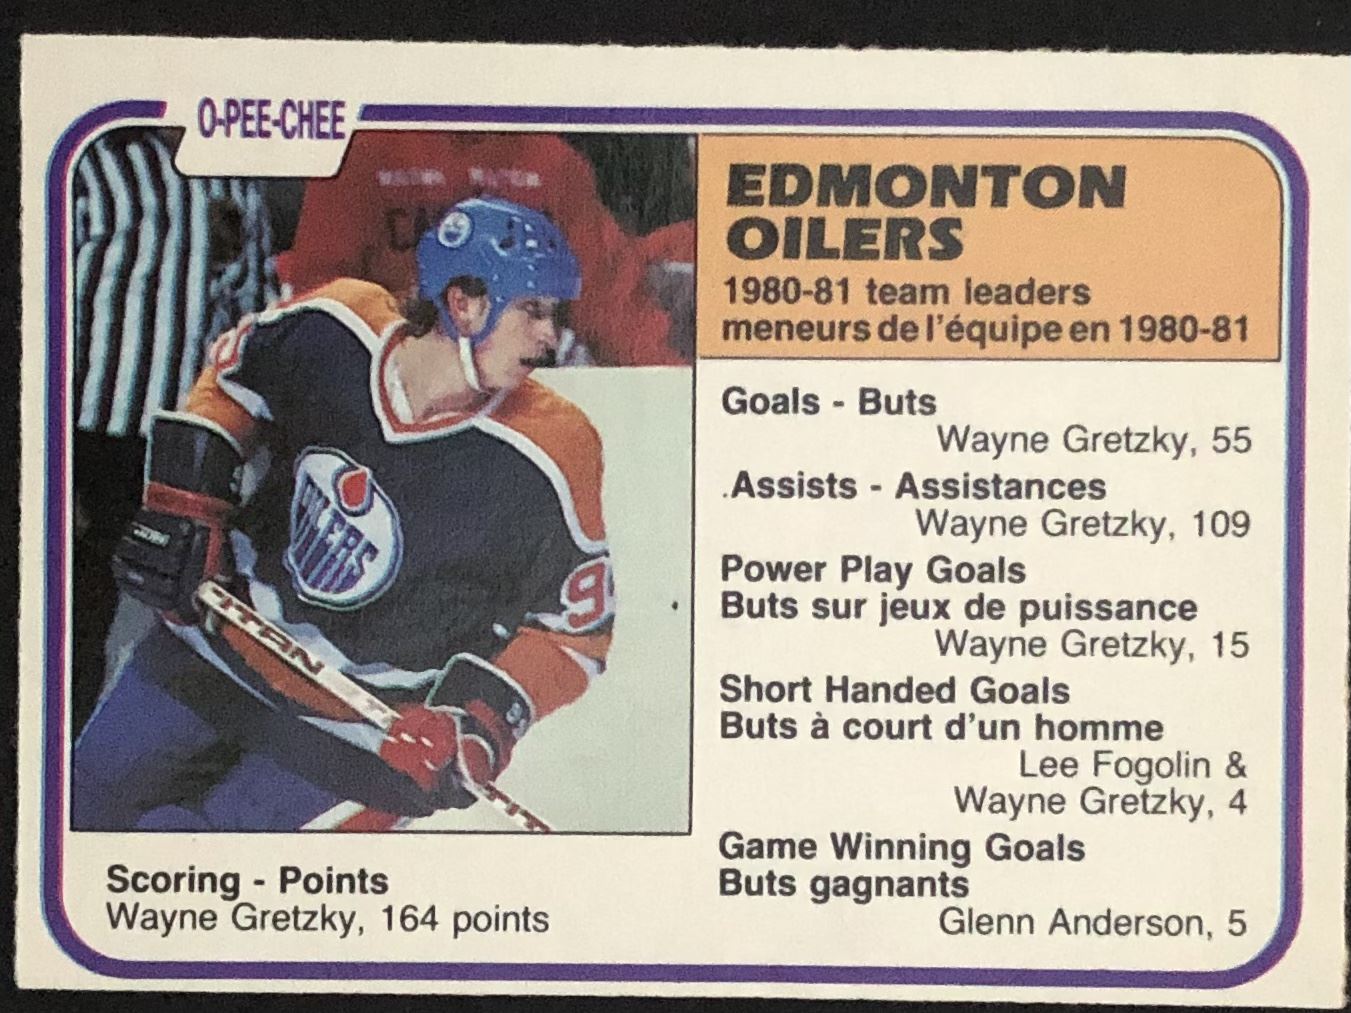 O-PEE-CHEE
EDMONTON
OILERS
1980-81 team leaders
meneurs de l'équipe en 1980-81
Goals - Buts
Wayne Gretzky, 55
.Assists - Assistances
Wayne Gretzky, 109
Power Play Goals
Buts sur jeux de puissance
Wayne Gretzky, 15
Short Handed Goals
Buts à court d'un homme
Lee Fogolin &
Wayne Gretzky, 4
Game Winning Goals
Buts gagnants
Glenn Anderson, 5
Scoring - Points
Wayne Gretzky, 164 points
OILERS
9
TITAN